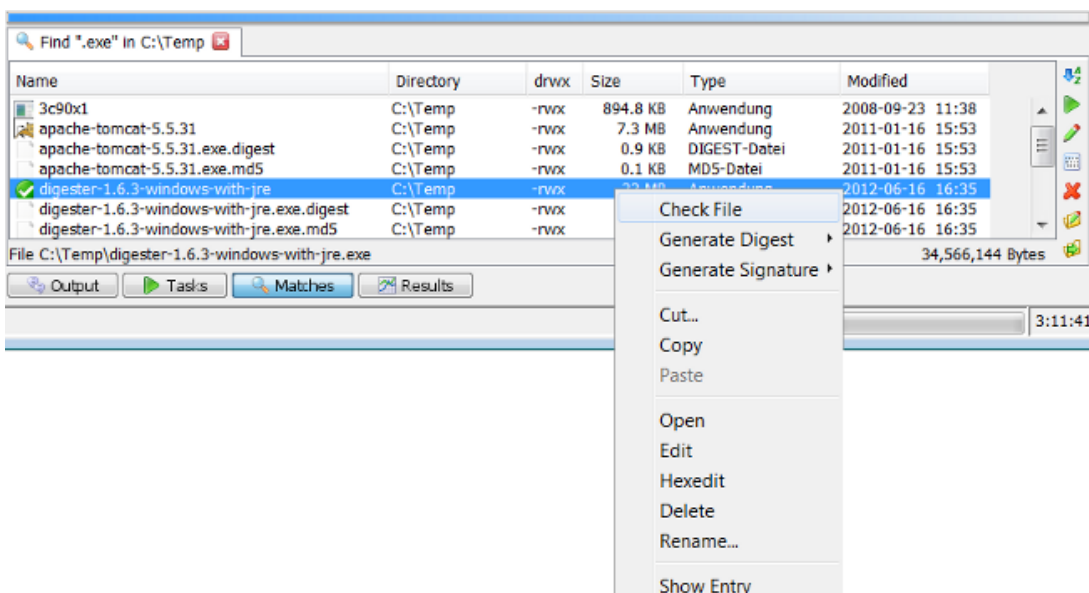 Find ".exe" in C:\Temp
Name Directory drwx Size Type Modified
3c90x1 C:\Temp -rwx 894.8 KB Anwendung 2008-09-23 11:38
apache-tomcat-5.5.31 C:\Temp -rwx 7.3 MB Anwendung 2011-01-16 15:53
apache-tomcat-5.5.31.exe.digest C:\Temp -rwx 0.9 KB DIGEST-Datei 2011-01-16 15:53
apache-tomcat-5.5.31.exe.md5 C:\Temp -rwx 0.1 KB MD5-Datei 2011-01-16 15:53
digester-1.6.3-windows-with-jre C:\Temp -rwx 33 MB Anwendung 2012-06-16 16:35
digester-1.6.3-windows-with-jre.exe.digest C:\Temp -rwx 2012-06-16 16:35
digester-1.6.3-windows-with-jre.exe.md5 C:\Temp -rwx 2012-06-16 16:35
File C:\Temp\digester-1.6.3-windows-with-jre.exe 34,566,144 Bytes
Output Tasks Matches Results
3:11:41
Check File
Generate Digest
Generate Signature
Cut...
Copy
Paste
Open
Edit
Hexedit
Delete
Rename...
Show Entry